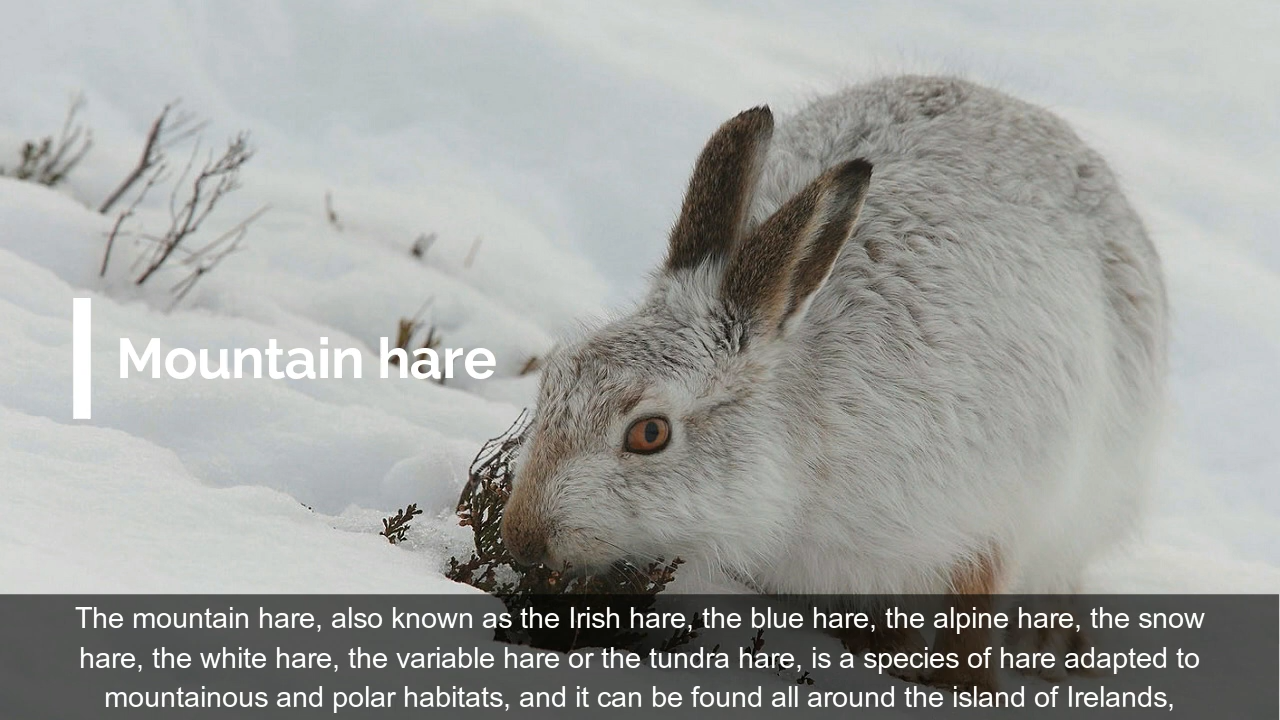 Mountain hare
The mountain hare, also known as the Irish hare, the blue hare, the alpine hare, the snow
hare, the white hare, the variable hare or the tundra hare, is a species of hare adapted to
mountainous and polar habitats, and it can be found all around the island of Irelands,